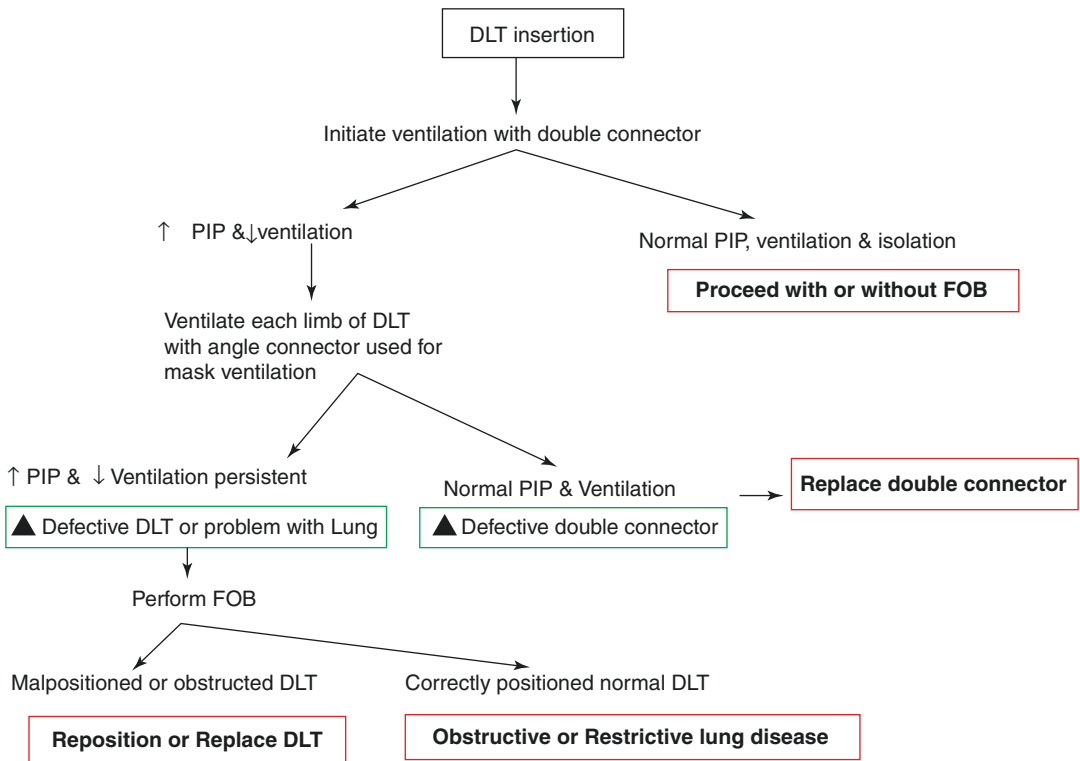 DLT insertion
Initiate ventilation with double connector
↑ PIP &↓ventilation
Normal PIP, ventilation & isolation
Proceed with or without FOB
Ventilate each limb of DLT
with angle connector used for
mask ventilation
↑ PIP & ↓ Ventilation persistent
Normal PIP & Ventilation
Replace double connector
▲ Defective DLT or problem with Lung
▲ Defective double connector
Perform FOB
Malpositioned or obstructed DLT
Correctly positioned normal DLT
Reposition or Replace DLT
Obstructive or Restrictive lung disease